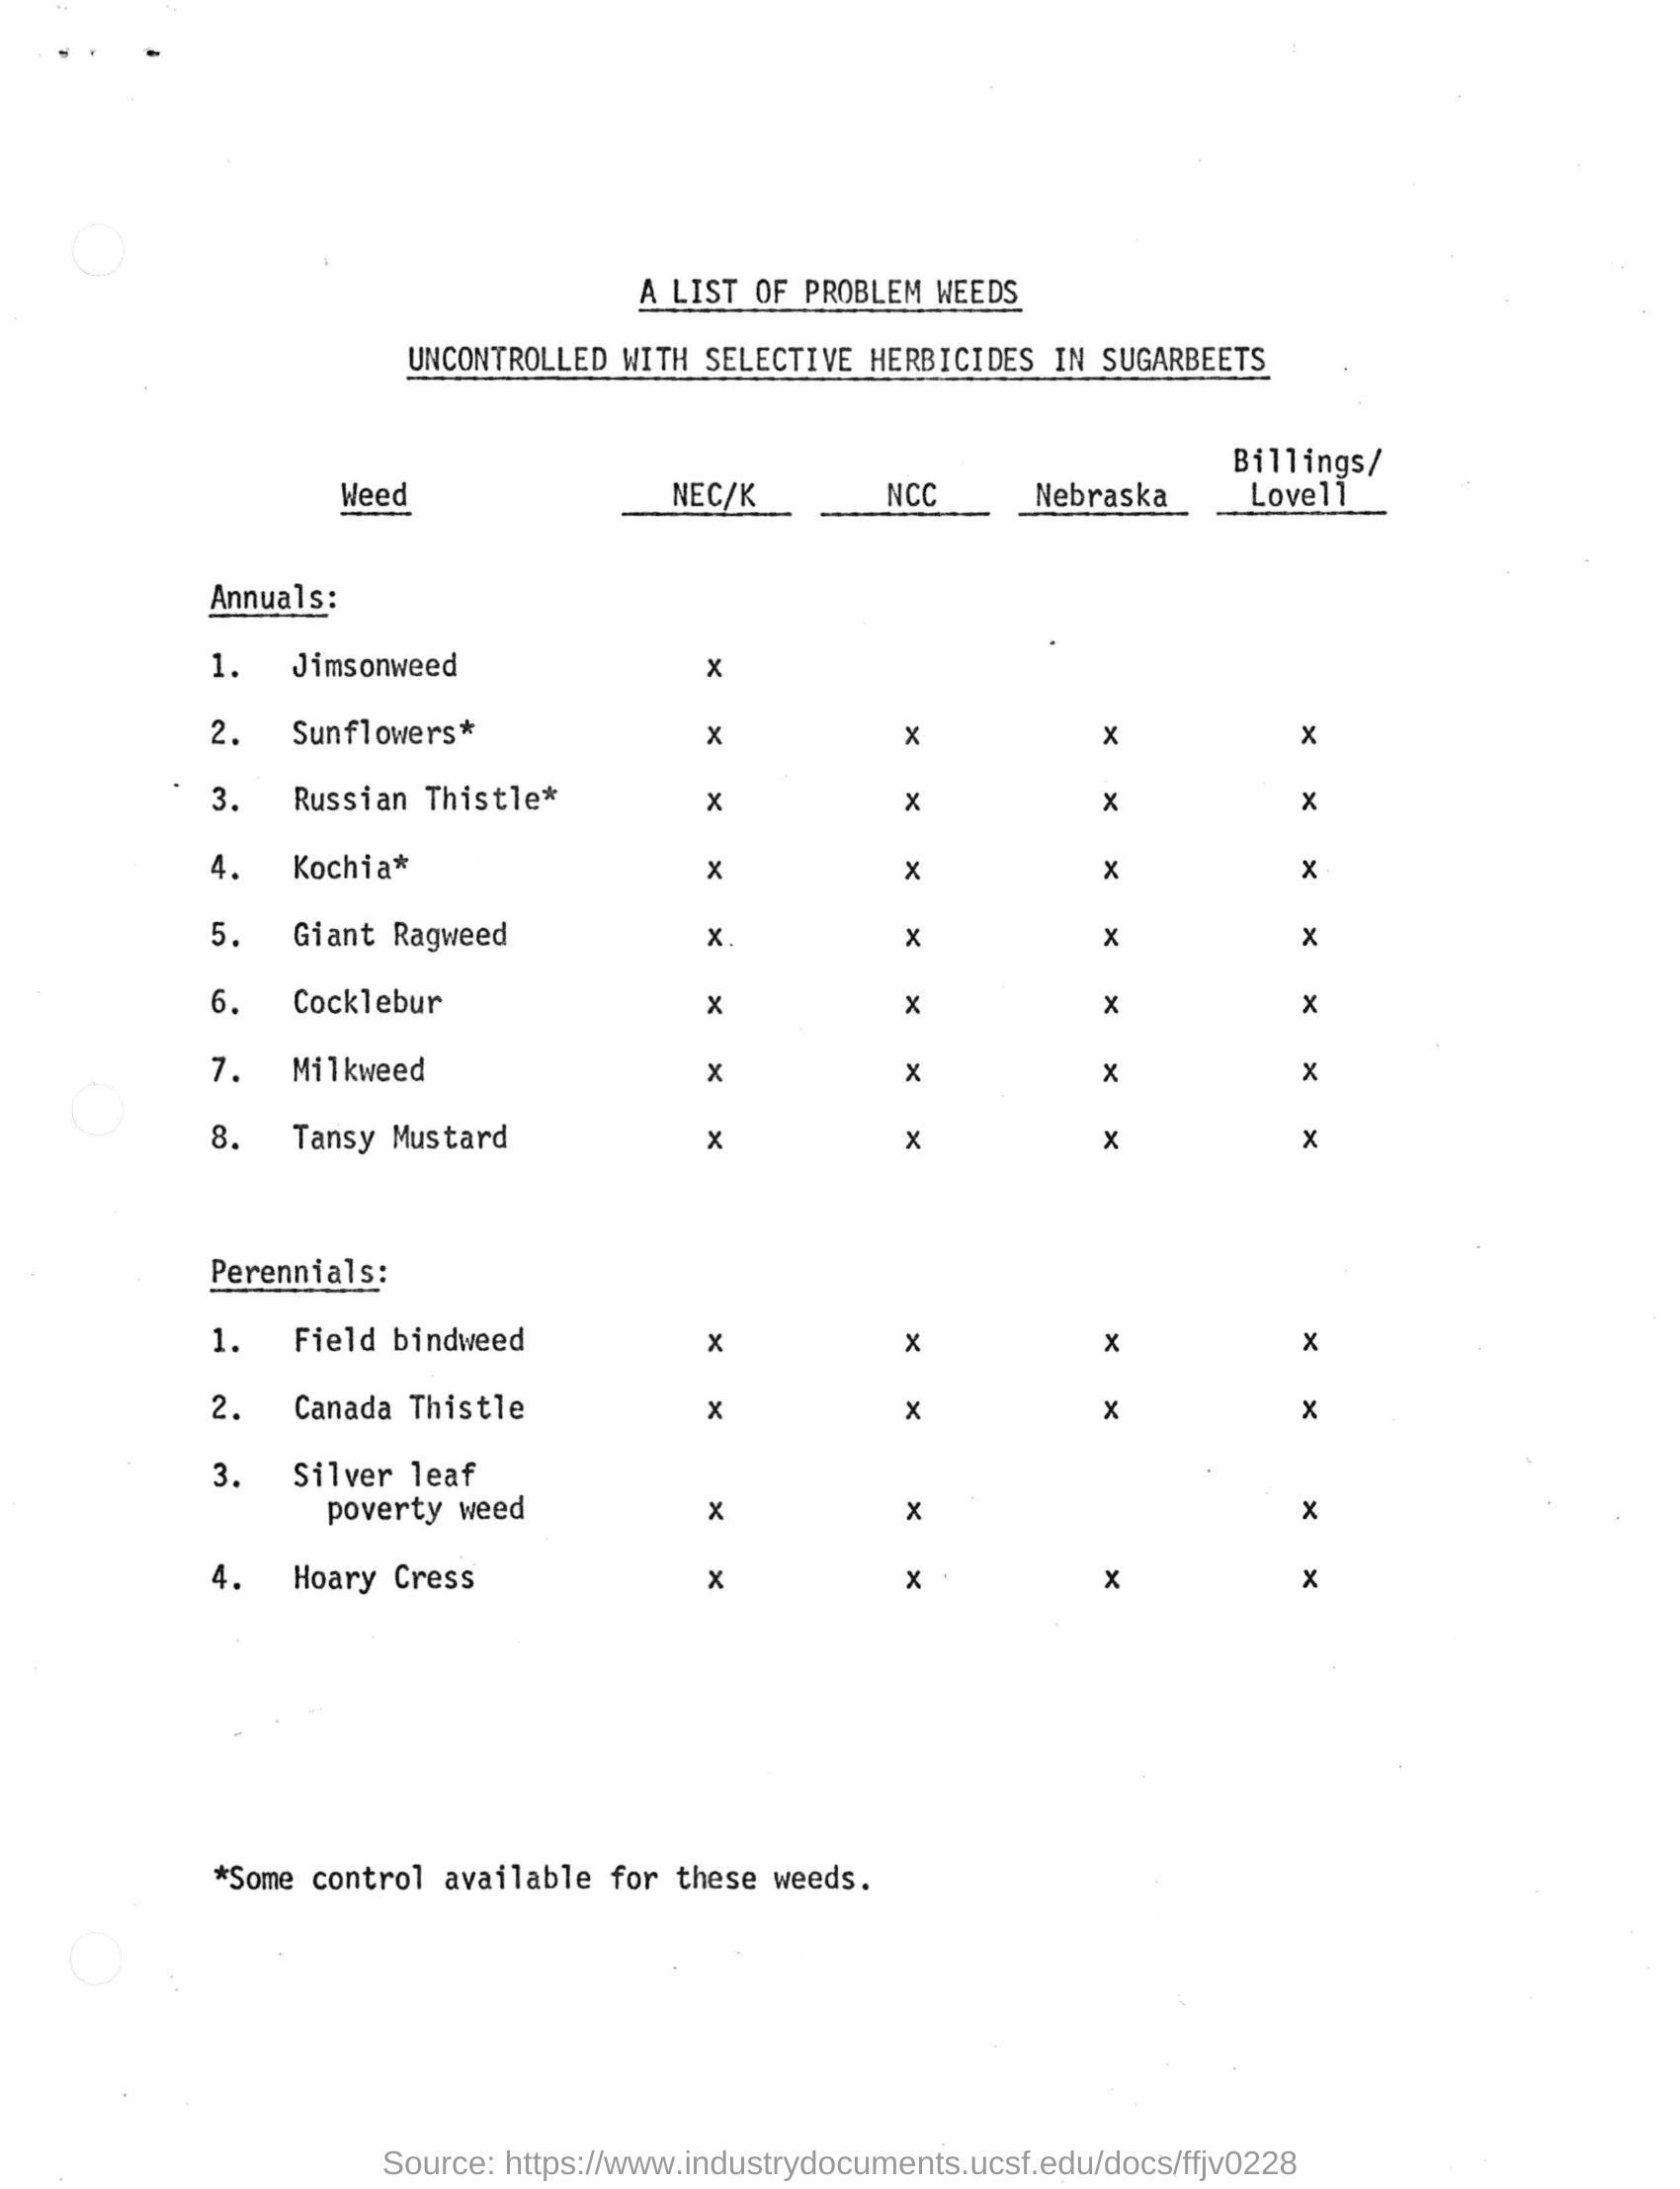 A LIST OF PROBLEM WEEDS
UNCONTROLLED WITH SELECTIVE HERBICIDES IN SUGARBEETS
Billings/
Weed NEC/K NCC Nebraska Lovell
Annuals:
1. Jimsonweed x
2. Sunflowers* x x x x
3. Russian Thistle* x x x x
4. Kochia* x x x x
5. Giant Ragweed x x x x
6. Cocklebur x x x x
7. Milkweed x x x x
8. Tansy Mustard x x x x
Perennials:
1. Field bindweed x x x x
2. Canada Thistle x x x x
3. Silver leaf
poverty weed x x x
4. Hoary Cress x x x x
*Some control available for these weeds.
Source: https://www.industrydocuments.ucsf.edu/docs/ffjv0228